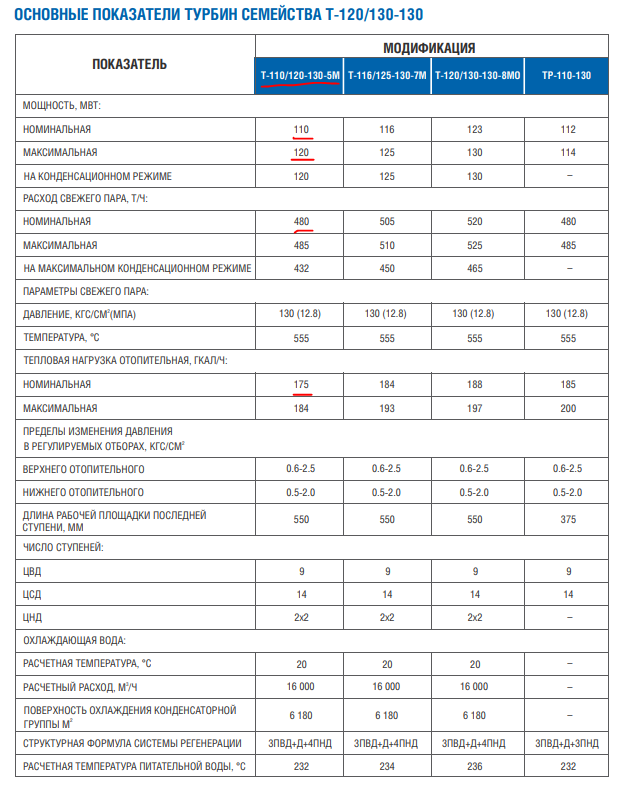 ОСНОВНЫЕ ПОКАЗАТЕЛИ ТУРБИН СЕМЕЙСТВА Т-120/130-130
ПОКАЗАТЕЛЬ МОДИФИКАЦИЯ
Т-110/120-130-5М Т-116/125-130-7М Т-120/130-130-8МО ТР-110-130
МОЩНОСТЬ, МВТ:
НОМИНАЛЬНАЯ 110 116 123 112
МАКСИМАЛЬНАЯ 120 125 130 114
НА КОНДЕНСАЦИОННОМ РЕЖИМЕ 120 125 130 –
РАСХОД СВЕЖЕГО ПАРА, Т/Ч:
НОМИНАЛЬНАЯ 480 505 520 480
МАКСИМАЛЬНАЯ 485 510 525 485
НА МАКСИМАЛЬНОМ КОНДЕНСАЦИОННОМ РЕЖИМЕ 432 450 465 –
ПАРАМЕТРЫ СВЕЖЕГО ПАРА:
ДАВЛЕНИЕ, КГС/СМ²(МПА) 130 (12.8) 130 (12.8) 130 (12.8) 130 (12.8)
ТЕМПЕРАТУРА, °С 555 555 555 555
ТЕПЛОВАЯ НАГРУЗКА ОТОПИТЕЛЬНАЯ, ГКАЛ/Ч:
НОМИНАЛЬНАЯ 175 184 188 185
МАКСИМАЛЬНАЯ 184 193 197 200
ПРЕДЕЛЫ ИЗМЕНЕНИЯ ДАВЛЕНИЯ
В РЕГУЛИРУЕМЫХ ОТБОРАХ, КГС/СМ²
ВЕРХНЕГО ОТОПИТЕЛЬНОГО 0.6-2.5 0.6-2.5 0.6-2.5 0.6-2.5
НИЖНЕГО ОТОПИТЕЛЬНОГО 0.5-2.0 0.5-2.0 0.5-2.0 0.5-2.0
ДЛИНА РАБОЧЕЙ ПЛОЩАДКИ ПОСЛЕДНЕЙ
СТУПЕНИ, ММ 550 550 550 375
ЧИСЛО СТУПЕНЕЙ:
ЦВД 9 9 9 9
ЦСД 14 14 14 14
ЦНД 2х2 2х2 2х2 –
ОХЛАЖДАЮЩАЯ ВОДА:
РАСЧЕТНАЯ ТЕМПЕРАТУРА, °С 20 20 20 –
РАСЧЕТНЫЙ РАСХОД, М³/Ч 16 000 16 000 16 000 –
ПОВЕРХНОСТЬ ОХЛАЖДЕНИЯ КОНДЕНСАТОРНОЙ
ГРУППЫ М² 6 180 6 180 6 180 –
СТРУКТУРНАЯ ФОРМУЛА СИСТЕМЫ РЕГЕНЕРАЦИИ 3ПВД+Д+4ПНД 3ПВД+Д+4ПНД 3ПВД+Д+4ПНД 3ПВД+Д+3ПНД
РАСЧЕТНАЯ ТЕМПЕРАТУРА ПИТАТЕЛЬНОЙ ВОДЫ, °С 232 234 236 232